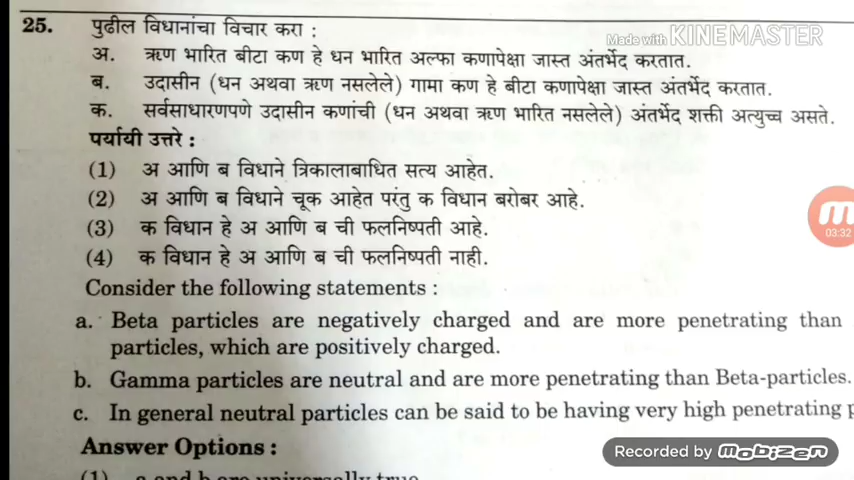 Made with KINEMASTER
25. पुढील विधानांचा विचार करा :
अ. ऋण भारित बीटा कण हे धन भारित अल्फा कणापेक्षा जास्त अंतर्भेद करतात.
ब. उदासीन (धन अथवा ऋण नसलेले) गामा कण हे बीटा कणापेक्षा जास्त अंतर्भेद करतात.
क. सर्वसाधारणपणे उदासीन कणांची (धन अथवा ऋण भारित नसलेले) अंतर्भेद शक्ती अत्युच्च असते.
पर्यायी उत्तरे :
(1) अ आणि ब विधाने त्रिकालाबाधित सत्य आहेत.
(2) अ आणि ब विधाने चूक आहेत परंतु क विधान बरोबर आहे.
(3) क विधान हे अ आणि ब ची फलनिष्पती आहे.
(4) क विधान हे अ आणि ब ची फलनिष्पती नाही.
03:32
Consider the following statements :
a. Beta particles are negatively charged and are more penetrating than
particles, which are positively charged.
b. Gamma particles are neutral and are more penetrating than Beta-particles.
c. In general neutral particles can be said to be having very high penetrating
Answer Options :
Recorded by mobizen
(1) a and b are universally true